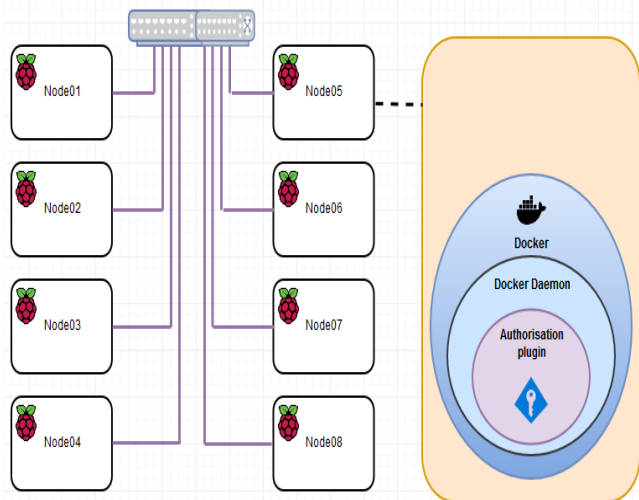 Node01
Node05
Node02
Node06
Node03
Node07
Node04
Node08
Docker
Docker Daemon
Authorisation
plugin